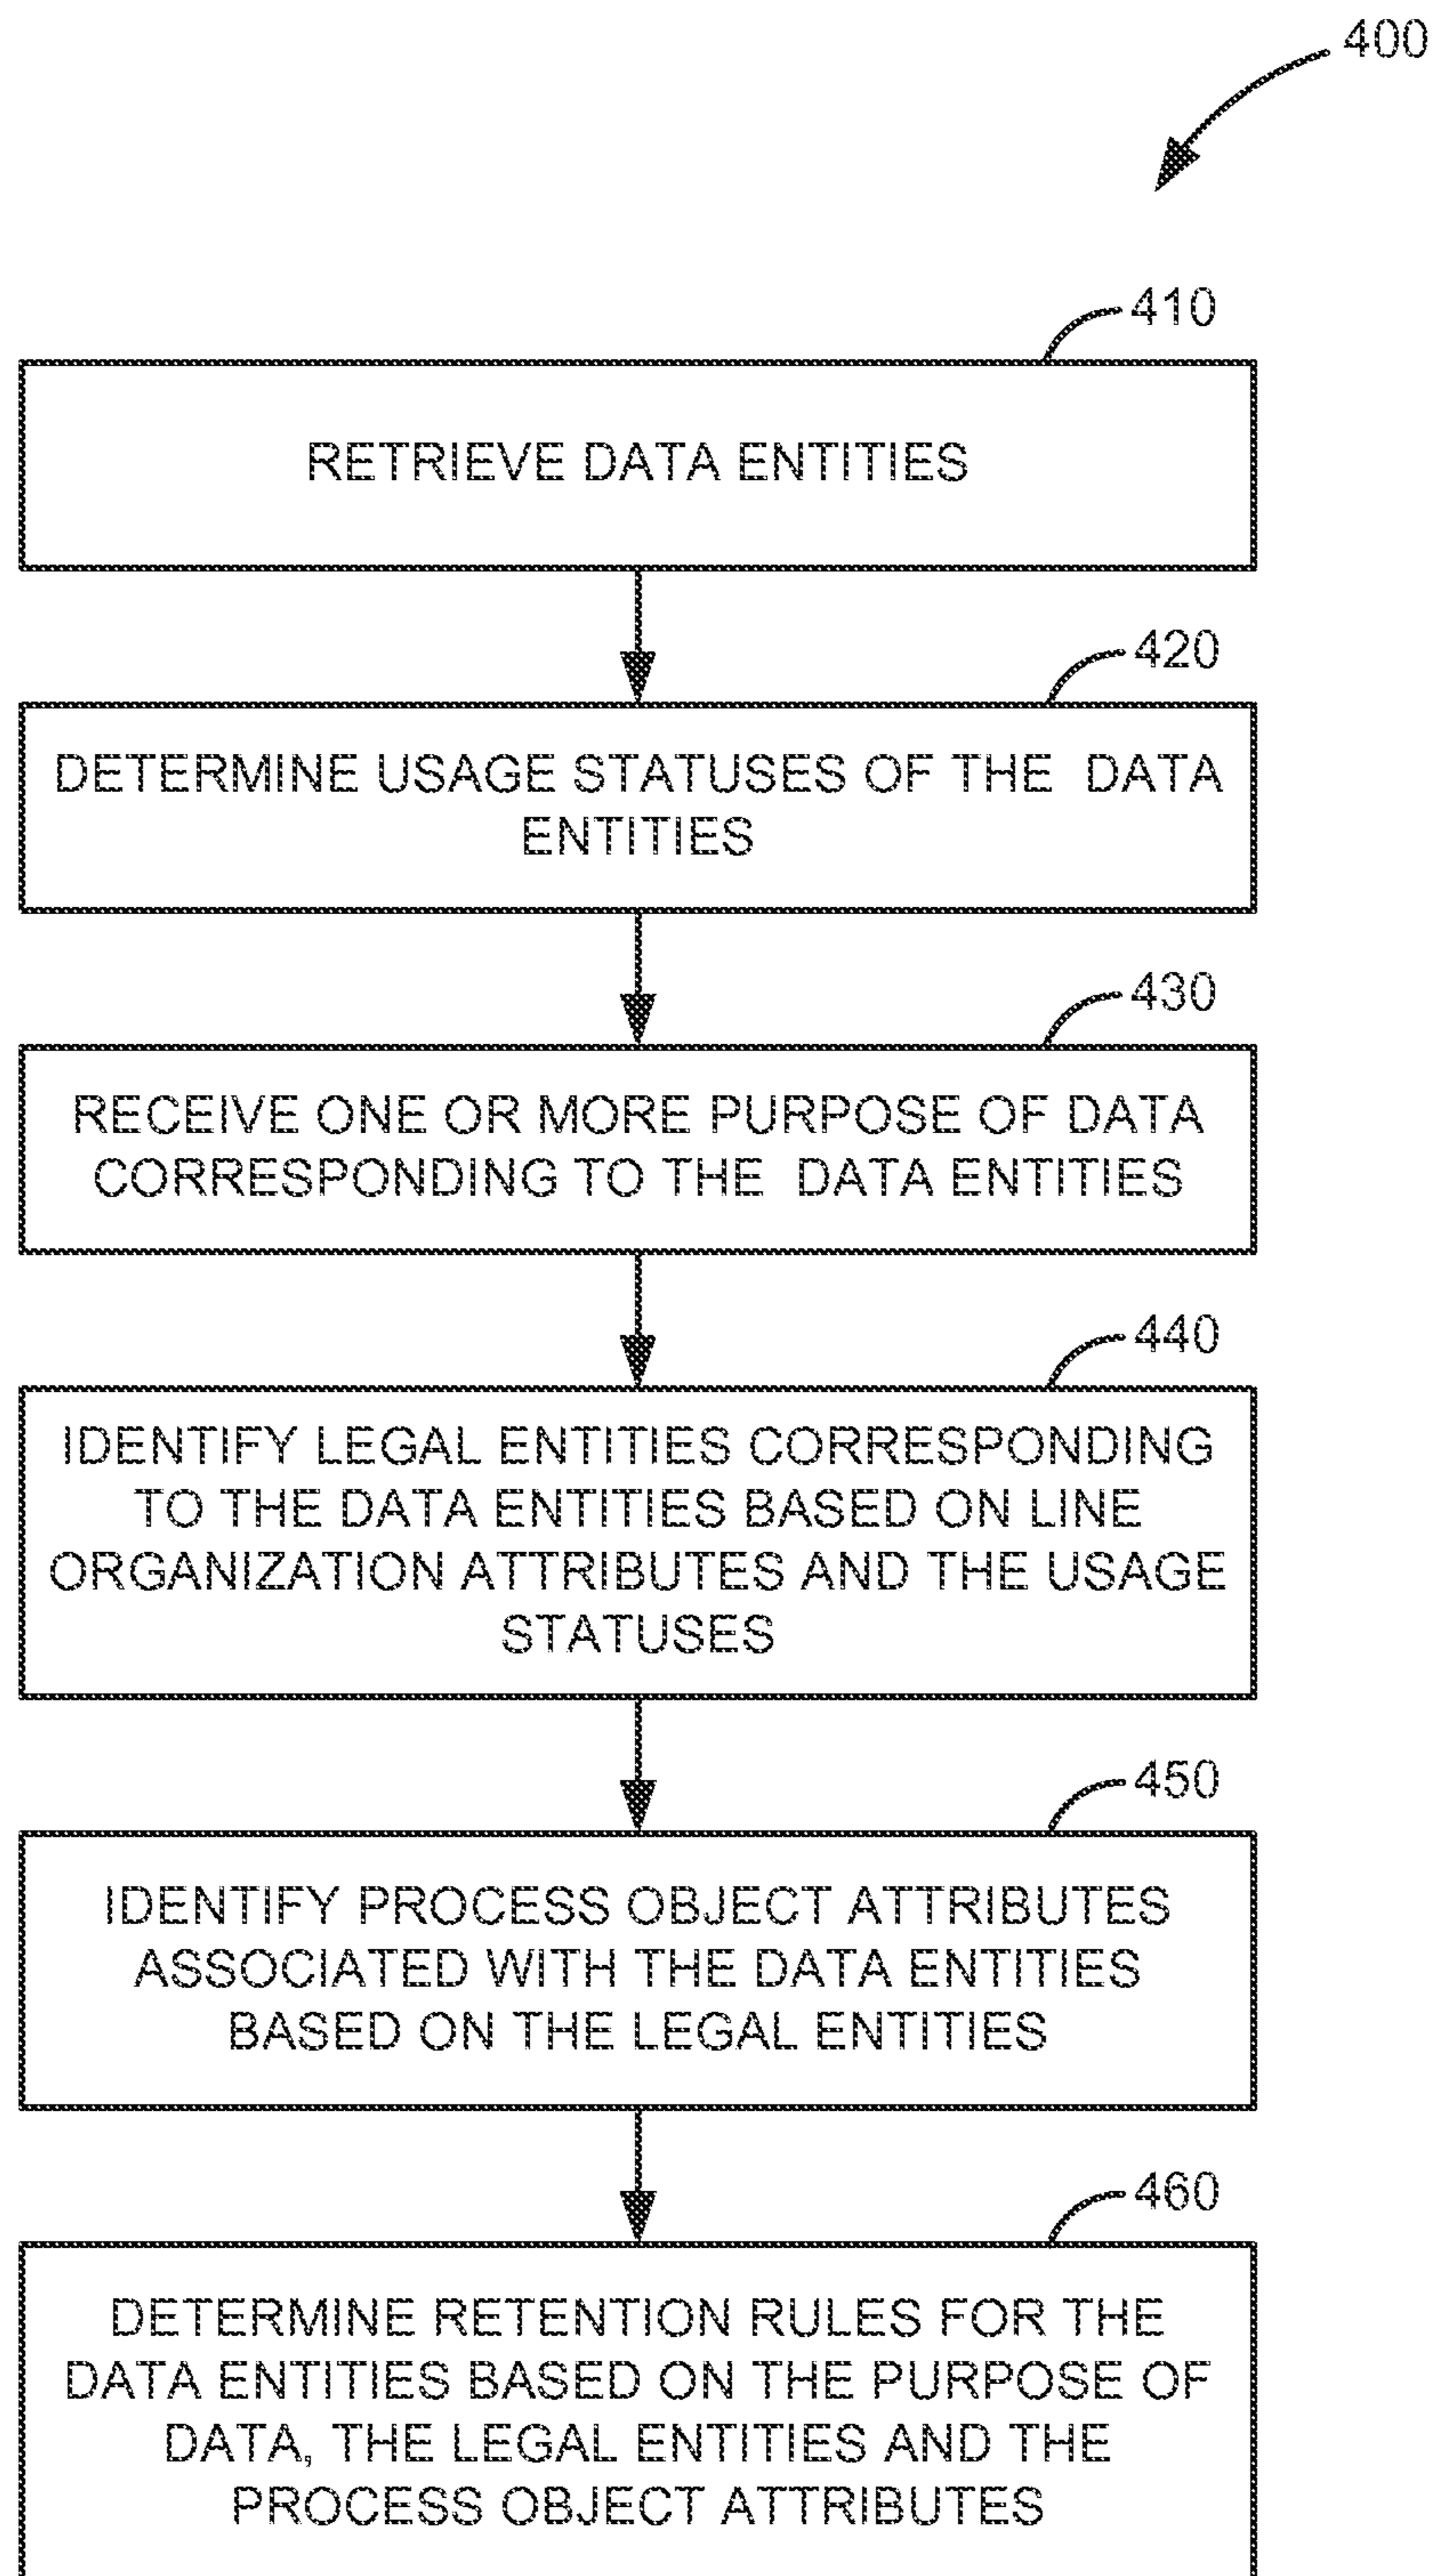 400
410
RETRIEVE DATA ENTITIES
420
DETERMINE USAGE STATUSES OF THE DATA
ENTITIES
430
RECEIVE ONE OR MORE PURPOSE OF DATA
CORRESPONDING TO THE DATA ENTITIES
440
IDENTIFY LEGAL ENTITIES CORRESPONDING
TO THE DATA ENTITIES BASED ON LINE
ORGANIZATION ATTRIBUTES AND THE USAGE
STATUSES
450
IDENTIFY PROCESS OBJECT ATTRIBUTES
ASSOCIATED WITH THE DATA ENTITIES
BASED ON THE LEGAL ENTITIES
460
DETERMINE RETENTION RULES FOR THE
DATA ENTITIES BASED ON THE PURPOSE OF
DATA, THE LEGAL ENTITIES AND THE
PROCESS OBJECT ATTRIBUTES